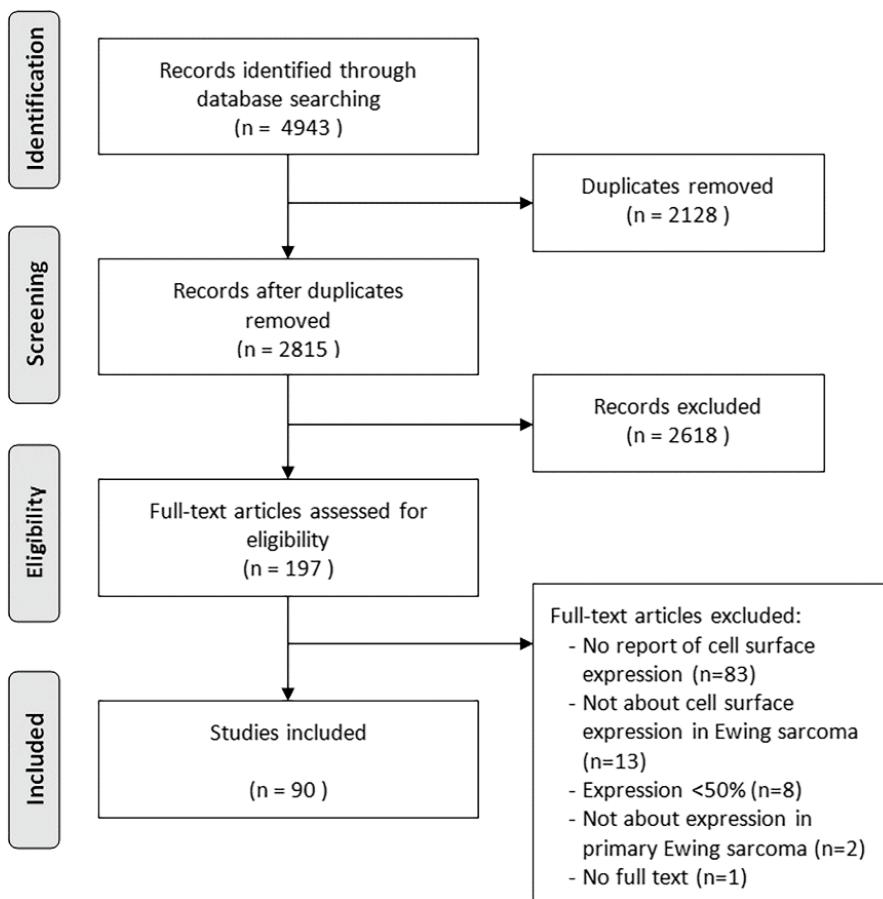 Identification
Records identified through
database searching
(n =  4943 )
Duplicates removed
(n = 2128 )
Screening
Records after duplicates
removed
(n = 2815 )
Records excluded
(n = 2618 )
Eligibility
Full-text articles assessed for
eligibility
(n = 197 )
Full-text articles excluded:
- No report of cell surface
expression (n=83)
- Not about cell surface
expression in Ewing sarcoma
(n=13)
- Expression <50% (n=8)
- Not about expression in
primary Ewing sarcoma (n=2)
- No full text (n=1)
Included
Studies included
(n = 90 )